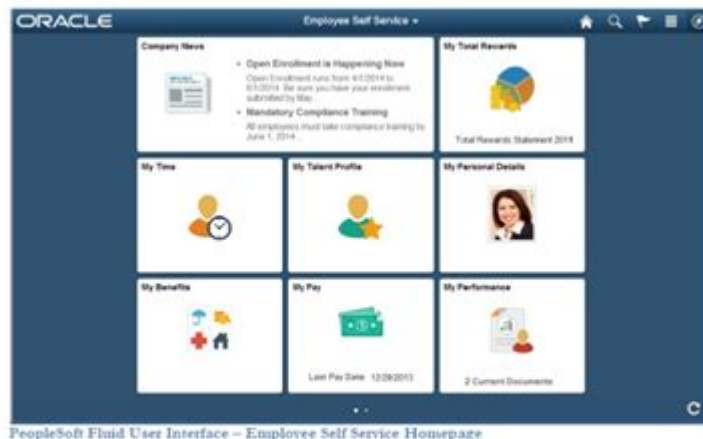 ORACLE
Employee Self Service
Company News
• Open Enrollment is Happening Now
Open Enrollment runs from 4/1/2014 to
6/1/2014. Be sure you have your enrollment
submitted by May...
• Mandatory Compliance Training
All employees must take compliance training by
June 1, 2014...
My Total Rewards
Total Rewards Statement 2014
My Time
My Talent Profile
My Personal Details
My Benefits
My Pay
Last Pay Date 12/28/2013
My Performance
2 Current Documents
PeopleSoft Fluid User Interface – Employee Self Service Homepage